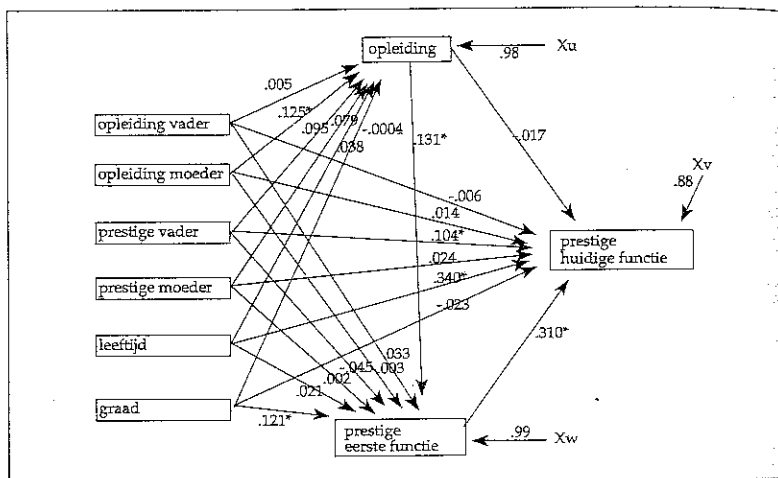 opleiding
.98
Xu
.005
.125*
.095
.079
.038
-.0004
.131*
-.017
opleiding vader
opleiding moeder
prestige vader
prestige moeder
leeftijd
graad
-.006
.014
.104*
.024
.340*
-.023
Xv
.88
prestige
huidige functie
.033
.003
-.045
.002
.021
.121*
.310*
prestige
eerste functie
.99
Xw